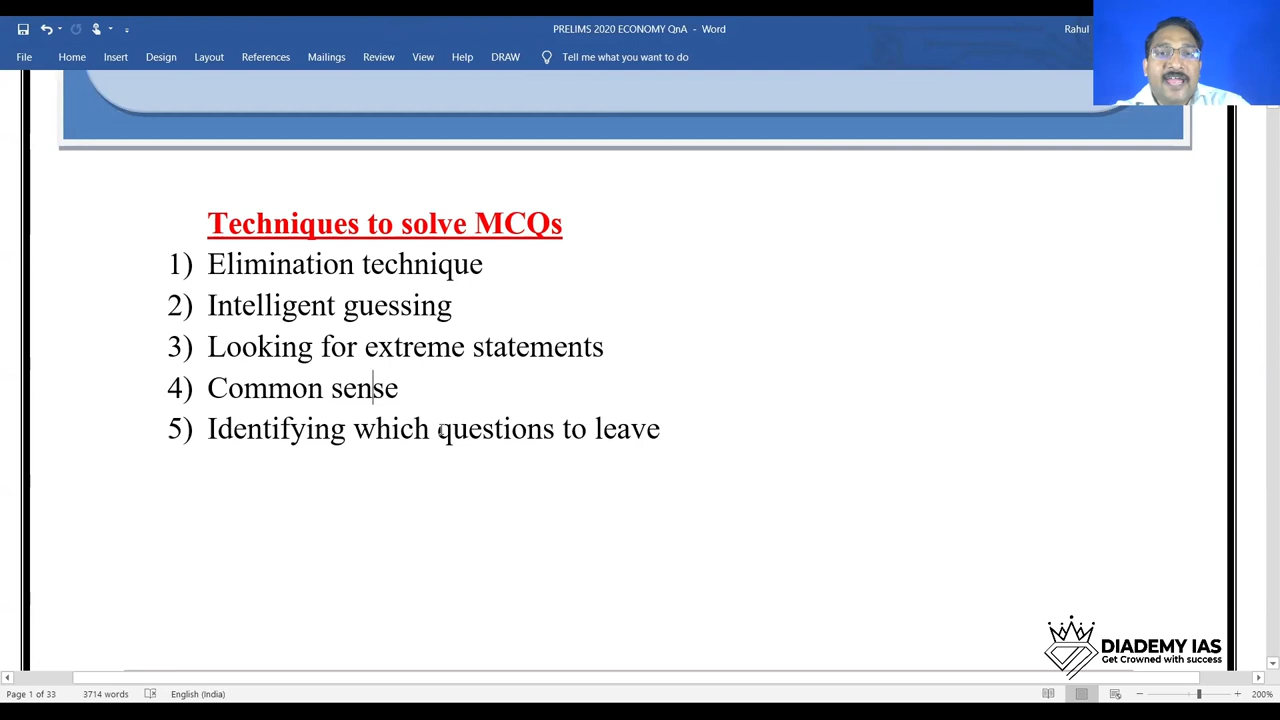 PRELIMS 2020 ECONOMY QnA - Word
Rahul
File Home Insert Design Layout References Mailings Review View Help DRAW Tell me what you want to do
Techniques to solve MCQs
1) Elimination technique
2) Intelligent guessing
3) Looking for extreme statements
4) Common sense
5) Identifying which questions to leave
DIADEMY IAS
Get Crowned with success
Page 1 of 33 3714 words English (India) 200%